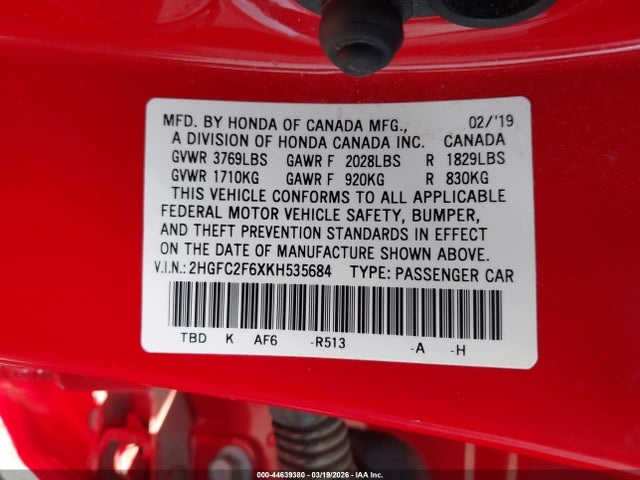 MFD. BY HONDA OF CANADA MFG., 02/'19
A DIVISION OF HONDA CANADA INC. CANADA
GVWR 3769LBS GAWR F 2028LBS R 1829LBS
GVWR 1710KG GAWR F 920KG R 830KG
THIS VEHICLE CONFORMS TO ALL APPLICABLE
FEDERAL MOTOR VEHICLE SAFETY, BUMPER,
AND THEFT PREVENTION STANDARDS IN EFFECT
ON THE DATE OF MANUFACTURE SHOWN ABOVE.
V.I.N.: 2HGFC2F6XKH535684 TYPE: PASSENGER CAR
TBD K AF6 -R513 -A -H
000-44639380 - 03/19/2026 - IAA Inc.